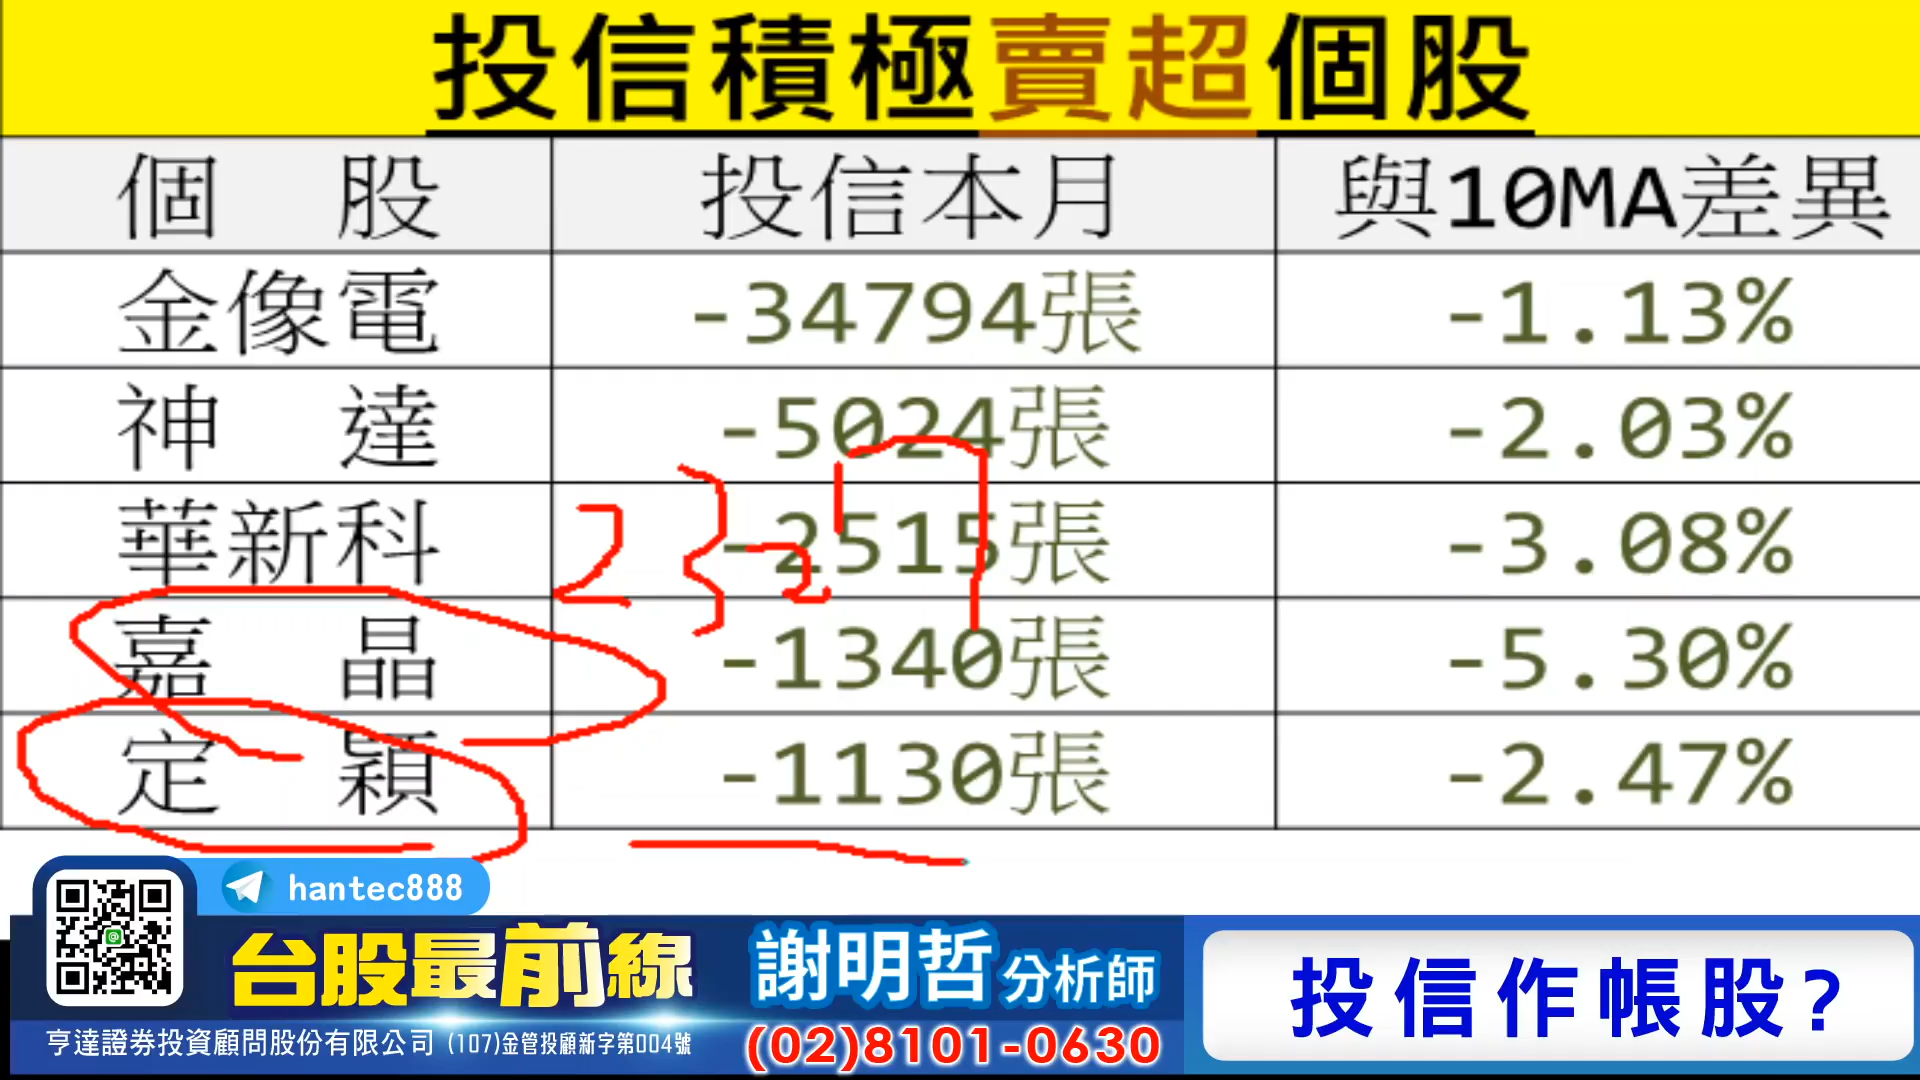 投信積極賣超個股
個股 投信本月 與10MA差異
金像電 -34794張 -1.13%
神達 -5024張 -2.03%
華新科 -2515張 -3.08%
嘉晶 -1340張 -5.30%
定穎 -1130張 -2.47%
hantec888
台股最前線
謝明哲分析師
投信作帳股?
亨達證券投資顧問股份有限公司 (107)金管投顧新字第004號
(02)8101-0630